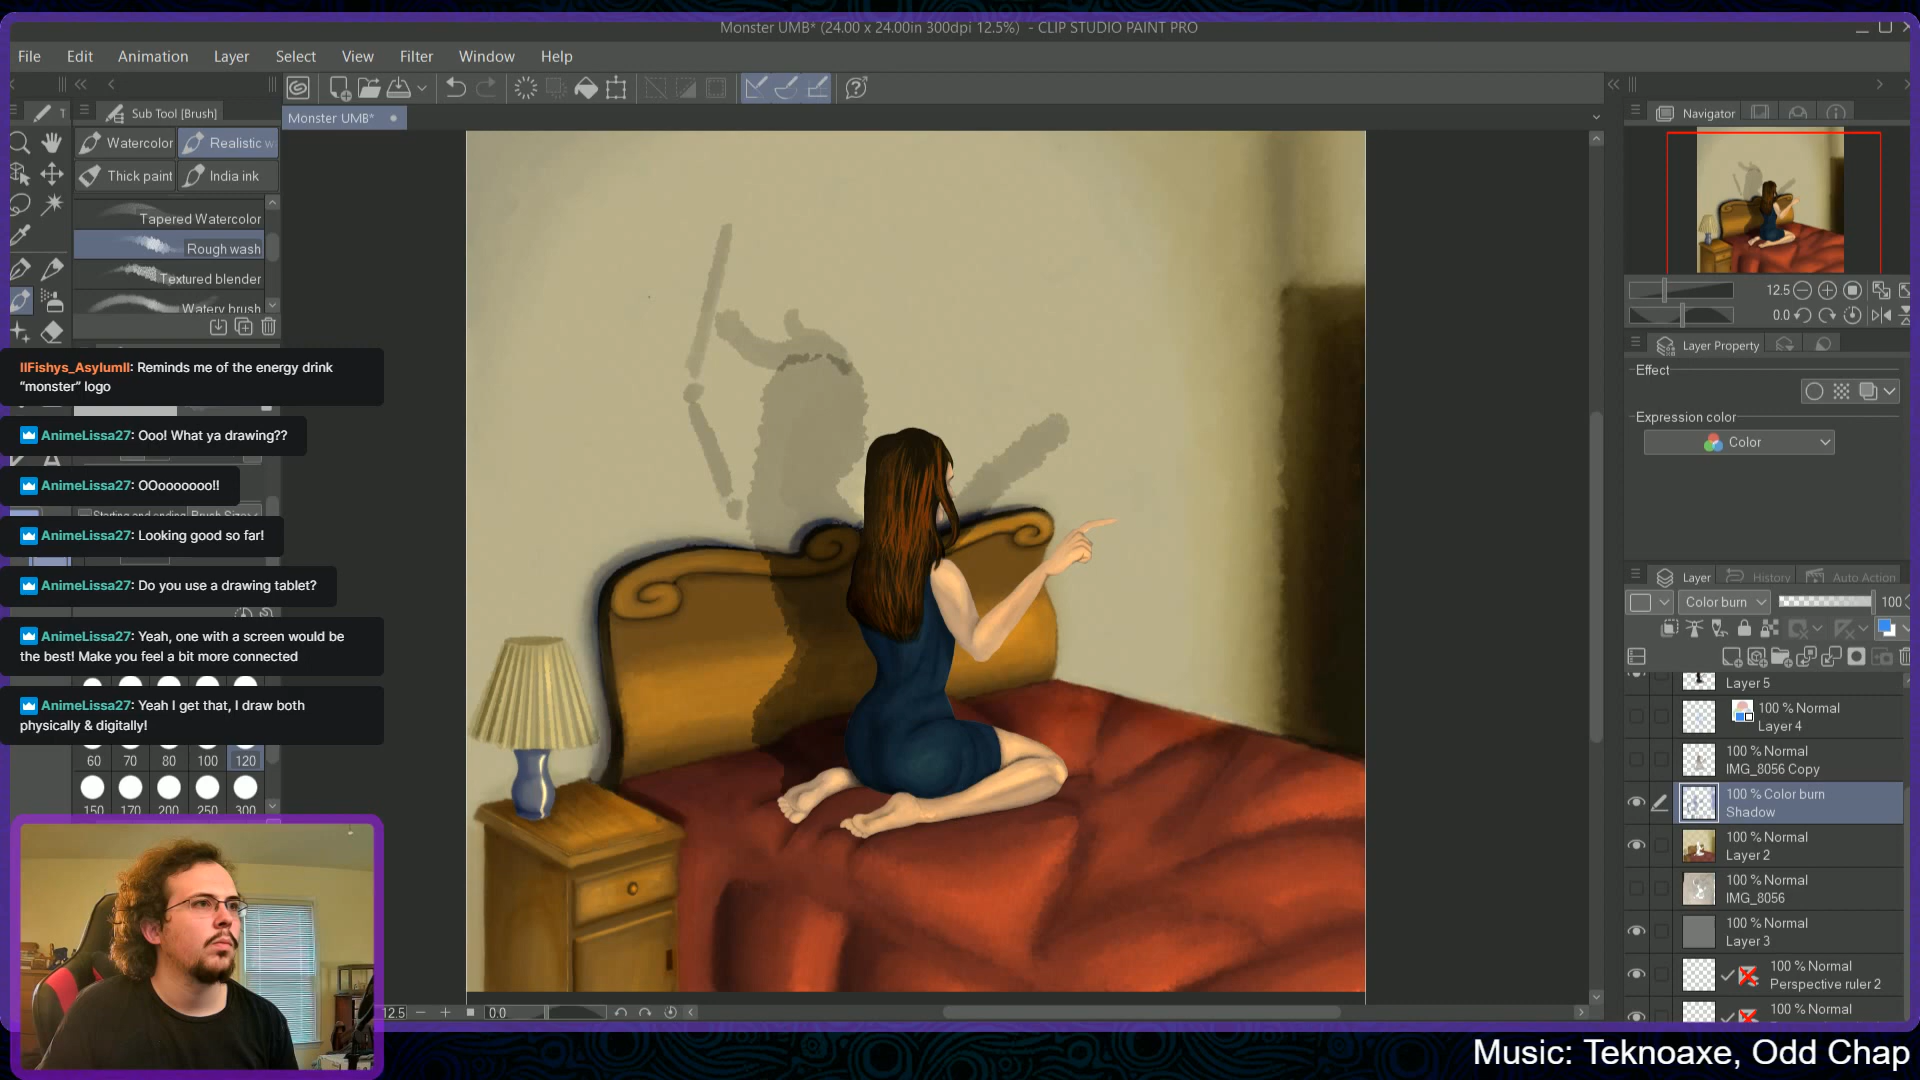 Monster UMB* (24.00 x 24.00in 300dpi 12.5%) - CLIP STUDIO PAINT PRO
File Edit Animation Layer Select View Filter Window Help
Sub Tool [Brush]
Monster UMB*
Watercolor Realistic w
Thick paint India ink
Tapered Watercolor
Rough wash
Textured blender
Watery brush
IIFishys_AsylumII: Reminds me of the energy drink
“monster” logo
AnimeLissa27: Ooo! What ya drawing??
AnimeLissa27: OOooooooo!!
Starting and ending Brush Size
AnimeLissa27: Looking good so far!
AnimeLissa27: Do you use a drawing tablet?
AnimeLissa27: Yeah, one with a screen would be
the best! Make you feel a bit more connected
AnimeLissa27: Yeah I get that, I draw both
physically & digitally!
60 70 80 100 120
150 170 200 250 300
12.5 0.0
Navigator
12.5
0.0
Layer Property
Effect
Expression color
Color
Layer History Auto Action
Color burn 100
Layer 5
100 % Normal
Layer 4
100 % Normal
IMG_8056 Copy
100 % Color burn
Shadow
100 % Normal
Layer 2
100 % Normal
IMG_8056
100 % Normal
Layer 3
100 % Normal
Perspective ruler 2
100 % Normal
Music: Teknoaxe, Odd Chap